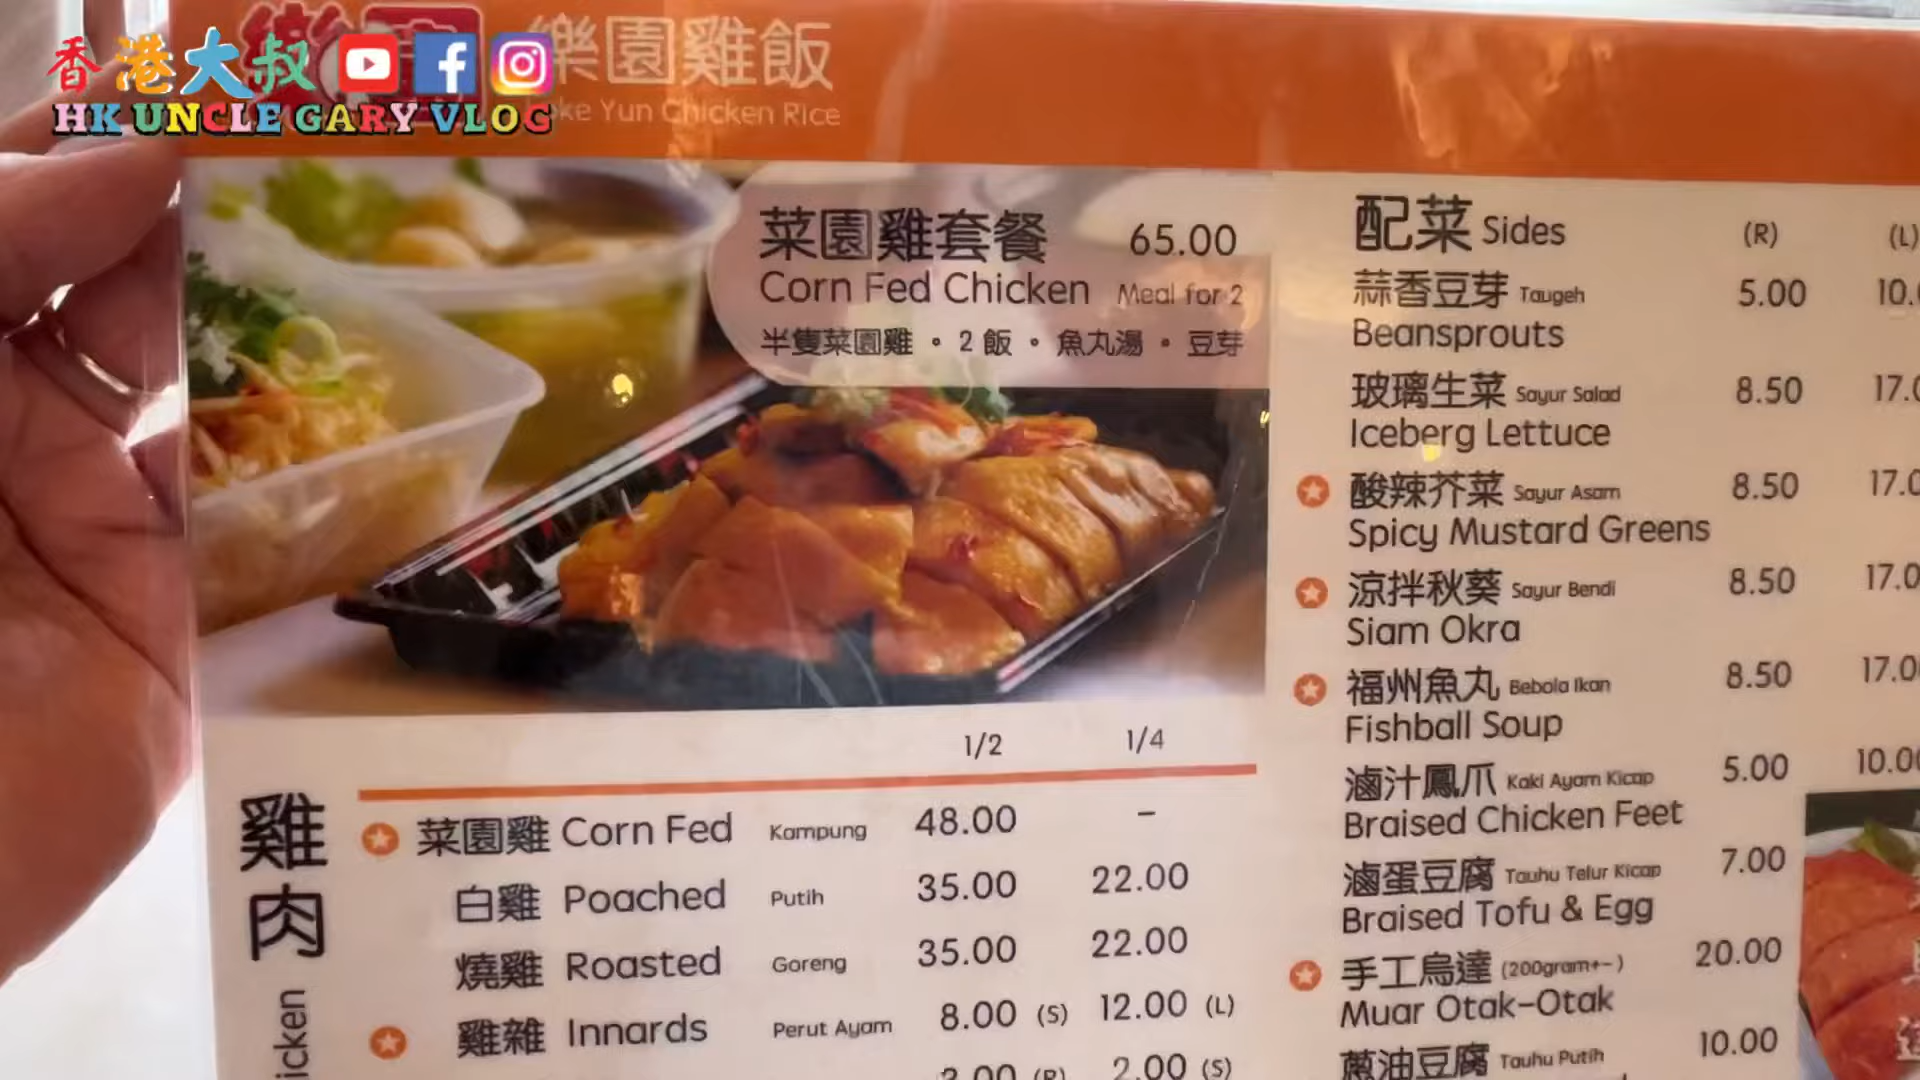 香港大叔
HK UNCLE GARY VLOG
樂園雞飯
Yun Chicken Rice
菜園雞套餐 65.00
Corn Fed Chicken Meal for 2
半隻菜園雞 • 2 飯 • 魚丸湯 • 豆芽
1/2 1/4
雞肉
菜園雞 Corn Fed Kampung 48.00 –
白雞 Poached Putih 35.00 22.00
燒雞 Roasted Goreng 35.00 22.00
雞雜 Innards Perut Ayam 8.00 (S) 12.00 (L)
2.00 (S)
配菜 Sides (R) (L)
蒜香豆芽 Taugeh 5.00
Beansprouts
玻璃生菜 Sayur Salad 8.50
Iceberg Lettuce
酸辣芥菜 Sayur Asam 8.50
Spicy Mustard Greens
涼拌秋葵 Sayur Bendi 8.50
Siam Okra
福州魚丸 Bebola Ikan 8.50
Fishball Soup
滷汁鳳爪 Kaki Ayam Kicap 5.00 10.00
Braised Chicken Feet
滷蛋豆腐 Tauhu Telur Kicap 7.00
Braised Tofu & Egg
手工烏達 (200gram+-) 20.00
Muar Otak-Otak
蔥油豆腐 Tauhu Putih 10.00